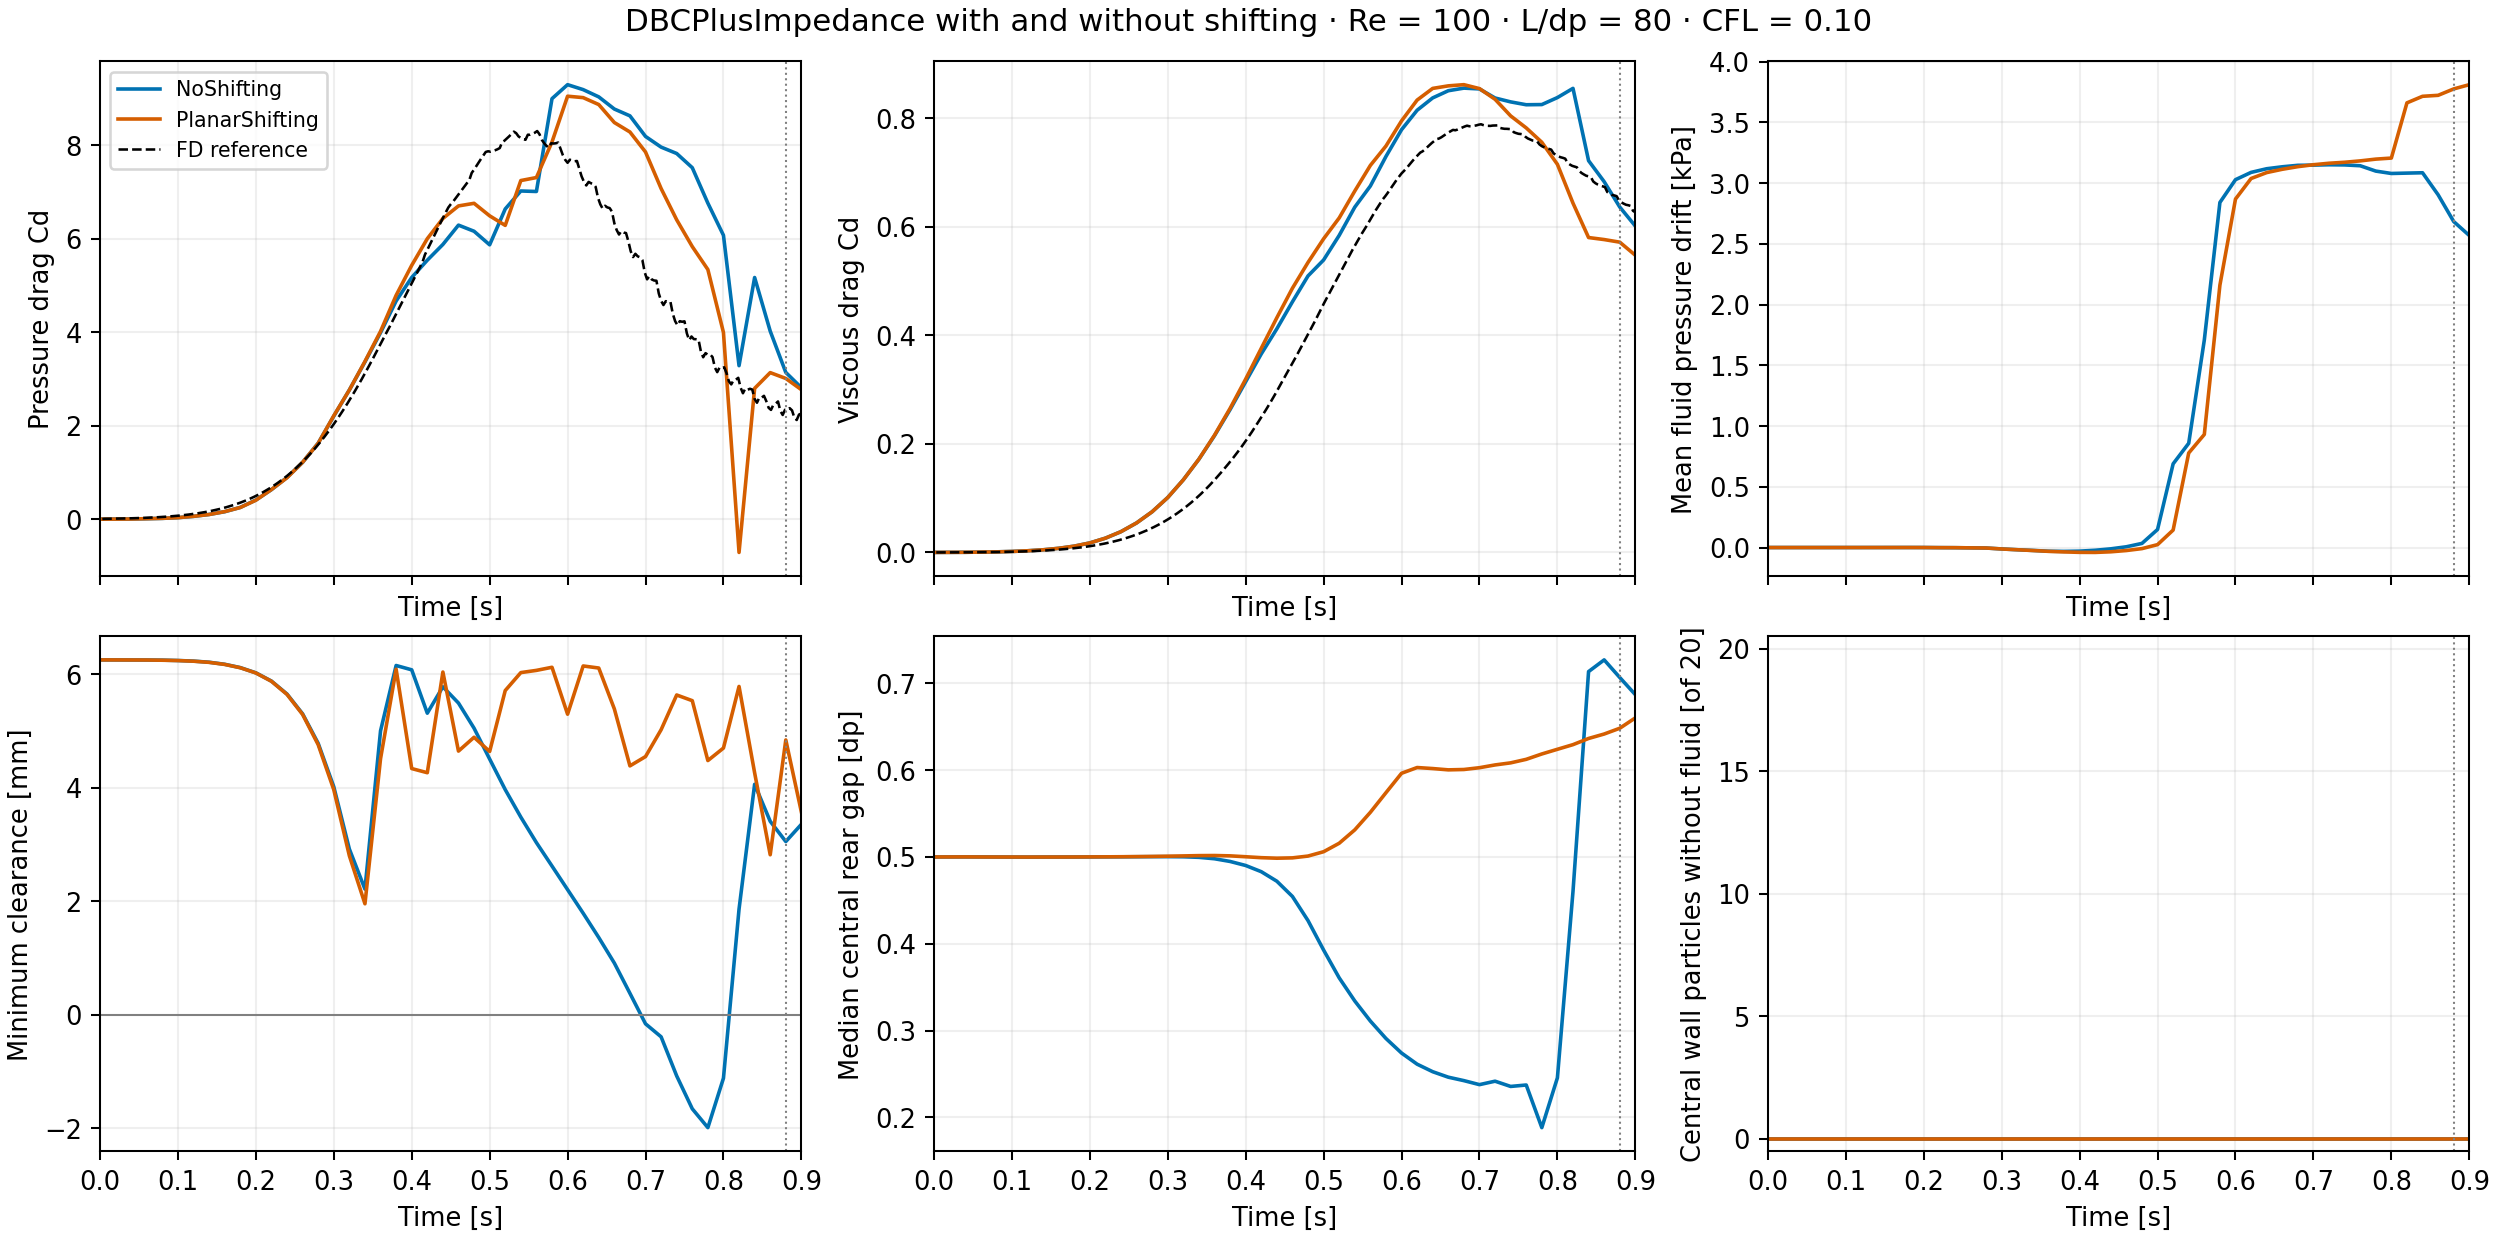 DBCPlusImpedance with and without shifting · Re = 100 · L/dp = 80 · CFL = 0.10
NoShifting
PlanarShifting
FD reference
Pressure drag Cd
8
6
4
2
0
Time [s]
Viscous drag Cd
0.8
0.6
0.4
0.2
0.0
Time [s]
Mean fluid pressure drift [kPa]
4.0
3.5
3.0
2.5
2.0
1.5
1.0
0.5
0.0
Time [s]
Minimum clearance [mm]
6
4
2
0
−2
0.0 0.1 0.2 0.3 0.4 0.5 0.6 0.7 0.8 0.9
Time [s]
Median central rear gap [dp]
0.7
0.6
0.5
0.4
0.3
0.2
0.0 0.1 0.2 0.3 0.4 0.5 0.6 0.7 0.8 0.9
Time [s]
Central wall particles without fluid [of 20]
20
15
10
5
0
0.0 0.1 0.2 0.3 0.4 0.5 0.6 0.7 0.8 0.9
Time [s]